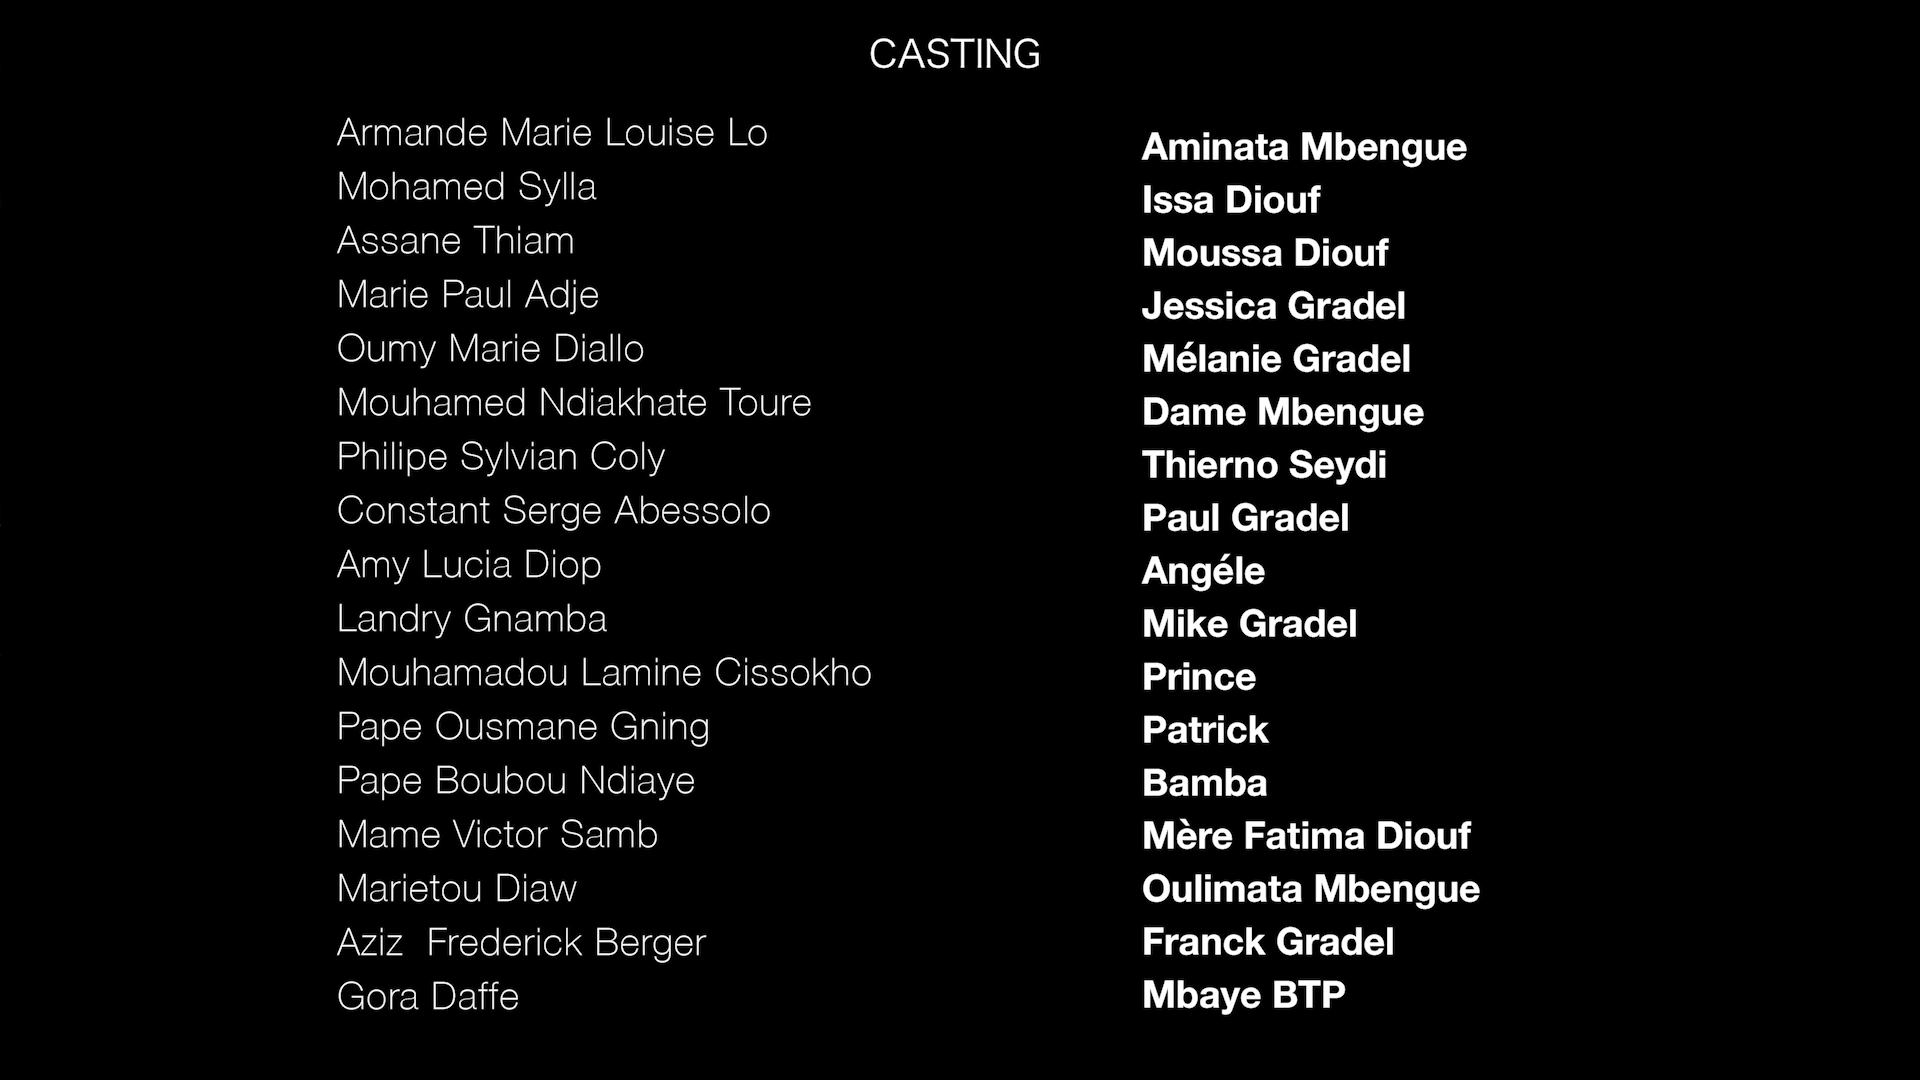 CASTING
Armande Marie Louise Lo Aminata Mbengue
Mohamed Sylla Issa Diouf
Assane Thiam Moussa Diouf
Marie Paul Adje Jessica Gradel
Oumy Marie Diallo Mélanie Gradel
Mouhamed Ndiakhate Toure Dame Mbengue
Philipe Sylvian Coly Thierno Seydi
Constant Serge Abessolo Paul Gradel
Amy Lucia Diop Angéle
Landry Gnamba Mike Gradel
Mouhamadou Lamine Cissokho Prince
Pape Ousmane Gning Patrick
Pape Boubou Ndiaye Bamba
Mame Victor Samb Mère Fatima Diouf
Marietou Diaw Oulimata Mbengue
Aziz  Frederick Berger Franck Gradel
Gora Daffe Mbaye BTP